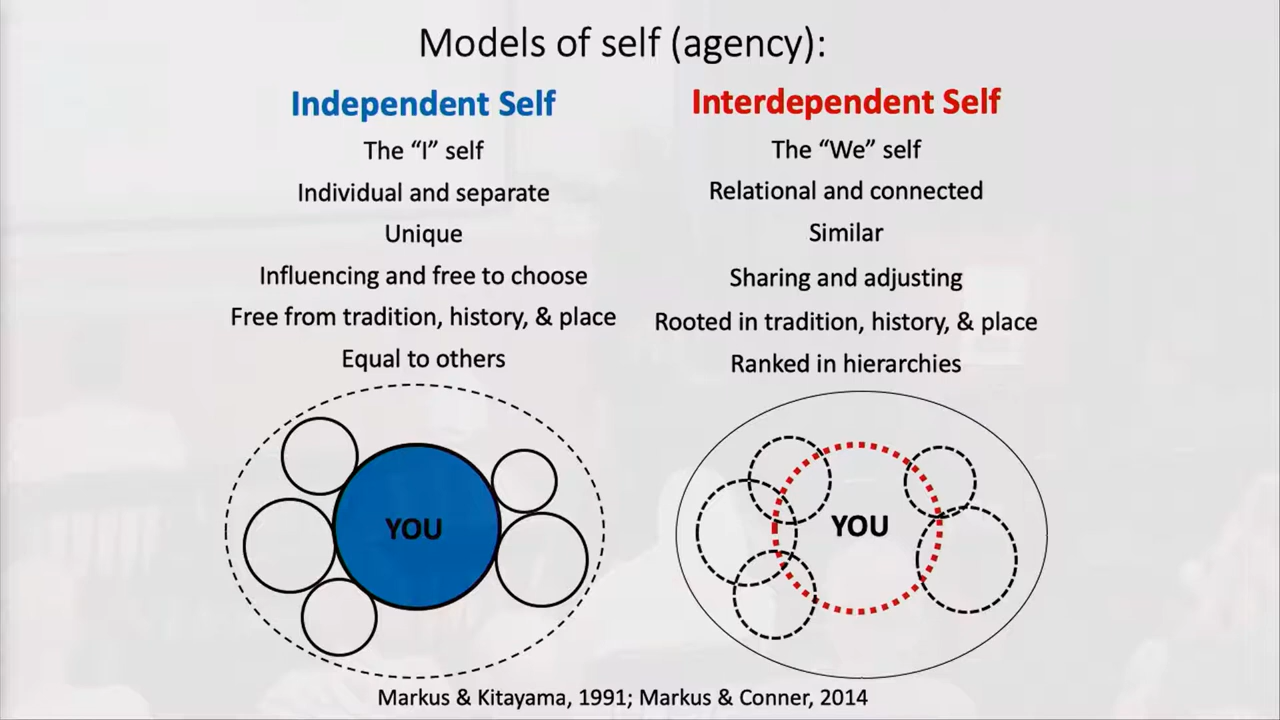 Models of self (agency):
Independent Self
The “I” self
Individual and separate
Unique
Influencing and free to choose
Free from tradition, history, & place
Equal to others
YOU
Interdependent Self
The “We” self
Relational and connected
Similar
Sharing and adjusting
Rooted in tradition, history, & place
Ranked in hierarchies
YOU
Markus & Kitayama, 1991; Markus & Conner, 2014